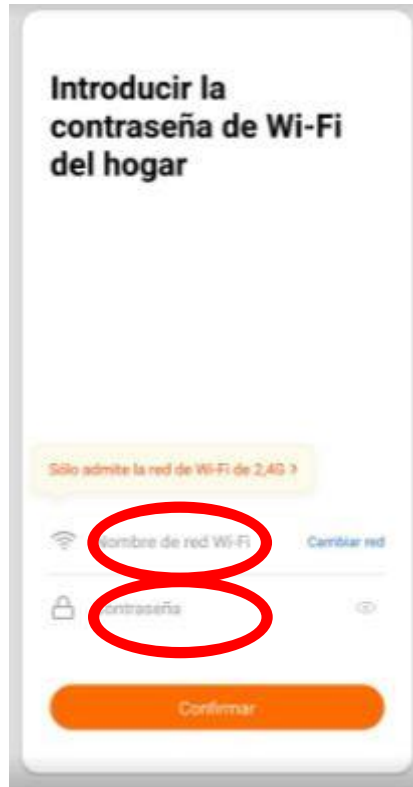 Introducir la
contraseña de Wi-Fi
del hogar
Sólo admite la red de Wi-Fi de 2,4G >
Nombre de red Wi-Fi Cambiar red
Contraseña
Confirmar